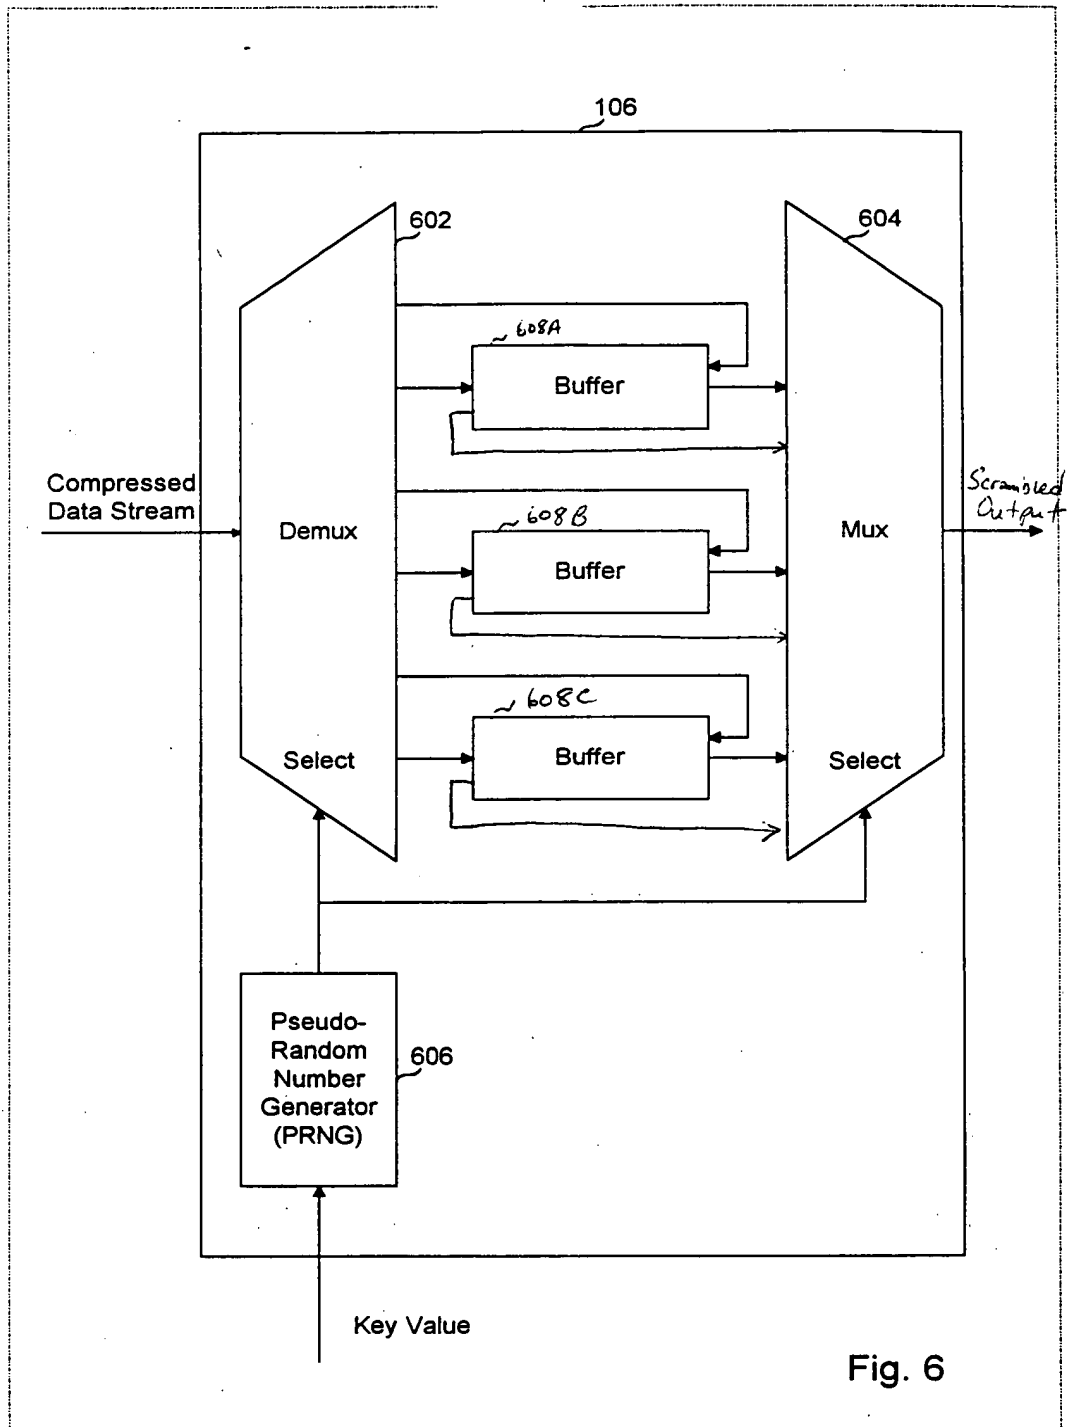 106
602
604
608A
Buffer
Compressed
Data Stream
Scrambled
Output
Demux
608B
Buffer
Mux
608C
Buffer
Select
Select
Pseudo-
Random
Number
Generator
(PRNG)
606
Key Value
Fig. 6